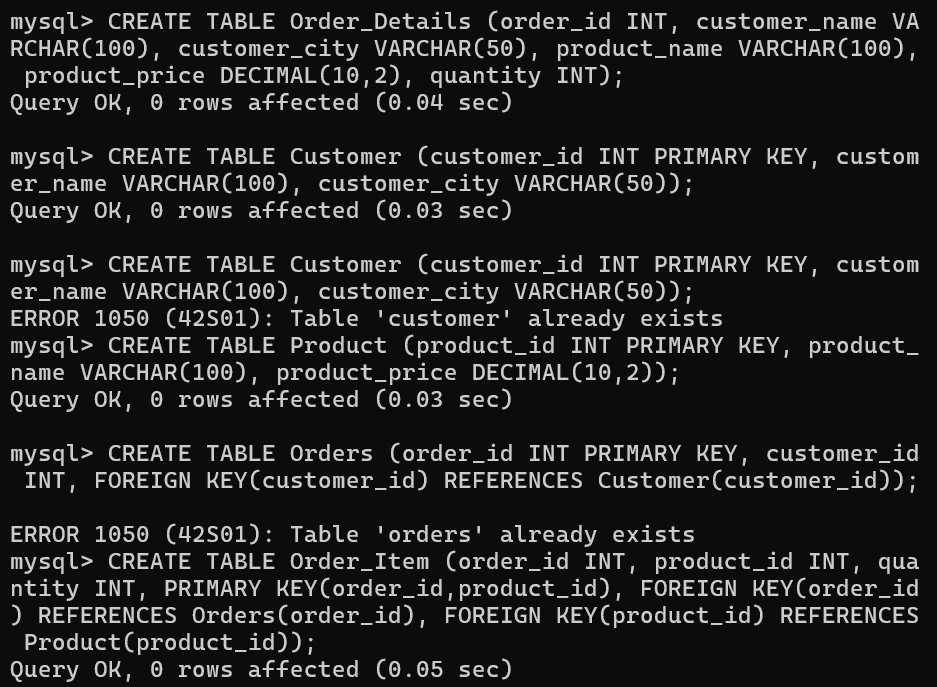 mysql> CREATE TABLE Order_Details (order_id INT, customer_name VA
RCHAR(100), customer_city VARCHAR(50), product_name VARCHAR(100),
 product_price DECIMAL(10,2), quantity INT);
Query OK, 0 rows affected (0.04 sec)

mysql> CREATE TABLE Customer (customer_id INT PRIMARY KEY, custom
er_name VARCHAR(100), customer_city VARCHAR(50));
Query OK, 0 rows affected (0.03 sec)

mysql> CREATE TABLE Customer (customer_id INT PRIMARY KEY, custom
er_name VARCHAR(100), customer_city VARCHAR(50));
ERROR 1050 (42S01): Table 'customer' already exists
mysql> CREATE TABLE Product (product_id INT PRIMARY KEY, product_
name VARCHAR(100), product_price DECIMAL(10,2));
Query OK, 0 rows affected (0.03 sec)

mysql> CREATE TABLE Orders (order_id INT PRIMARY KEY, customer_id
 INT, FOREIGN KEY(customer_id) REFERENCES Customer(customer_id));

ERROR 1050 (42S01): Table 'orders' already exists
mysql> CREATE TABLE Order_Item (order_id INT, product_id INT, qua
ntity INT, PRIMARY KEY(order_id,product_id), FOREIGN KEY(order_id
) REFERENCES Orders(order_id), FOREIGN KEY(product_id) REFERENCES
 Product(product_id));
Query OK, 0 rows affected (0.05 sec)